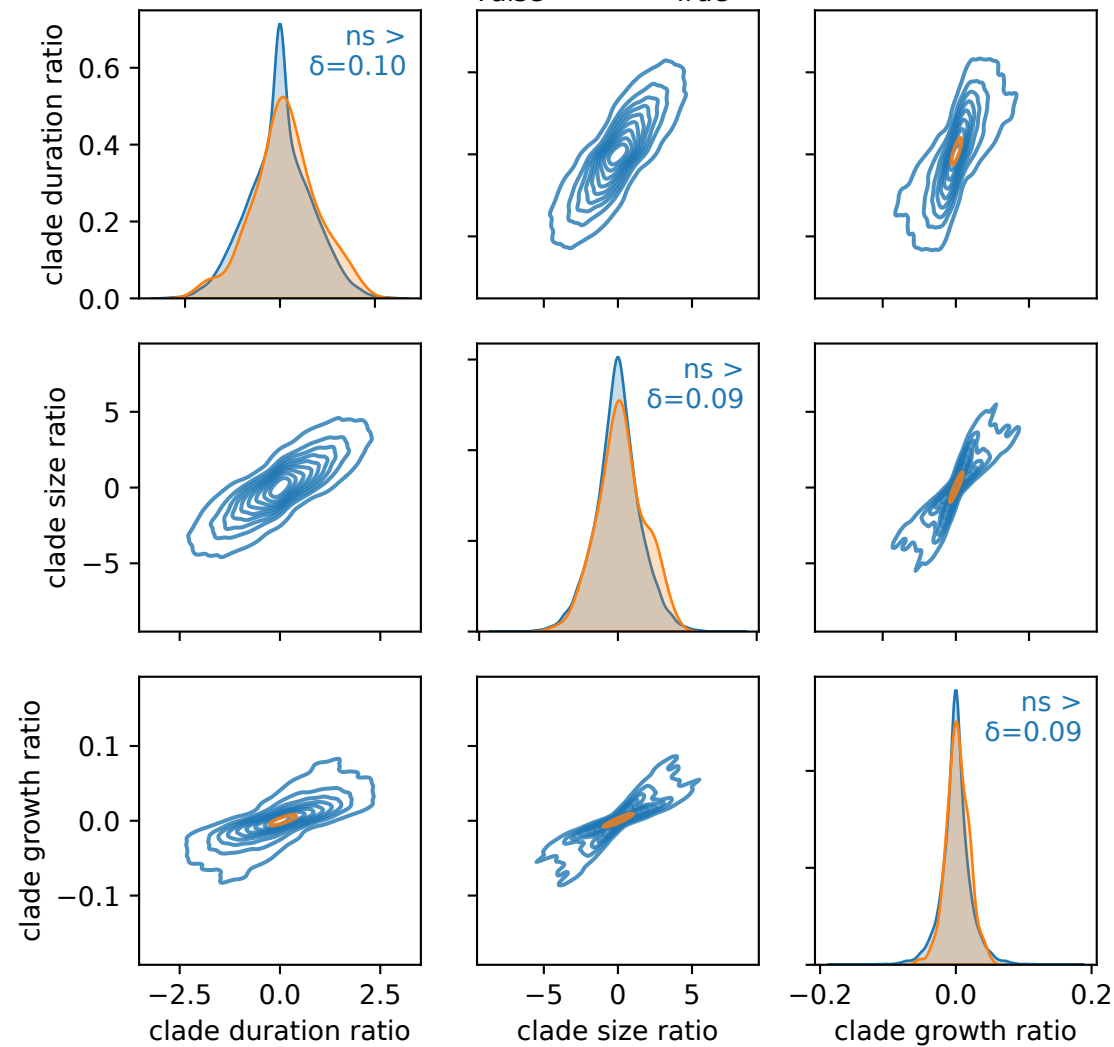 clade duration ratio
0.6
0.4
0.2
0.0
ns >
δ=0.10
clade size ratio
5
0
−5
ns >
δ=0.09
clade growth ratio
0.1
0.0
−0.1
ns >
δ=0.09
−2.5
0.0
2.5
−5
0
5
−0.2
0.0
0.2
clade duration ratio
clade size ratio
clade growth ratio